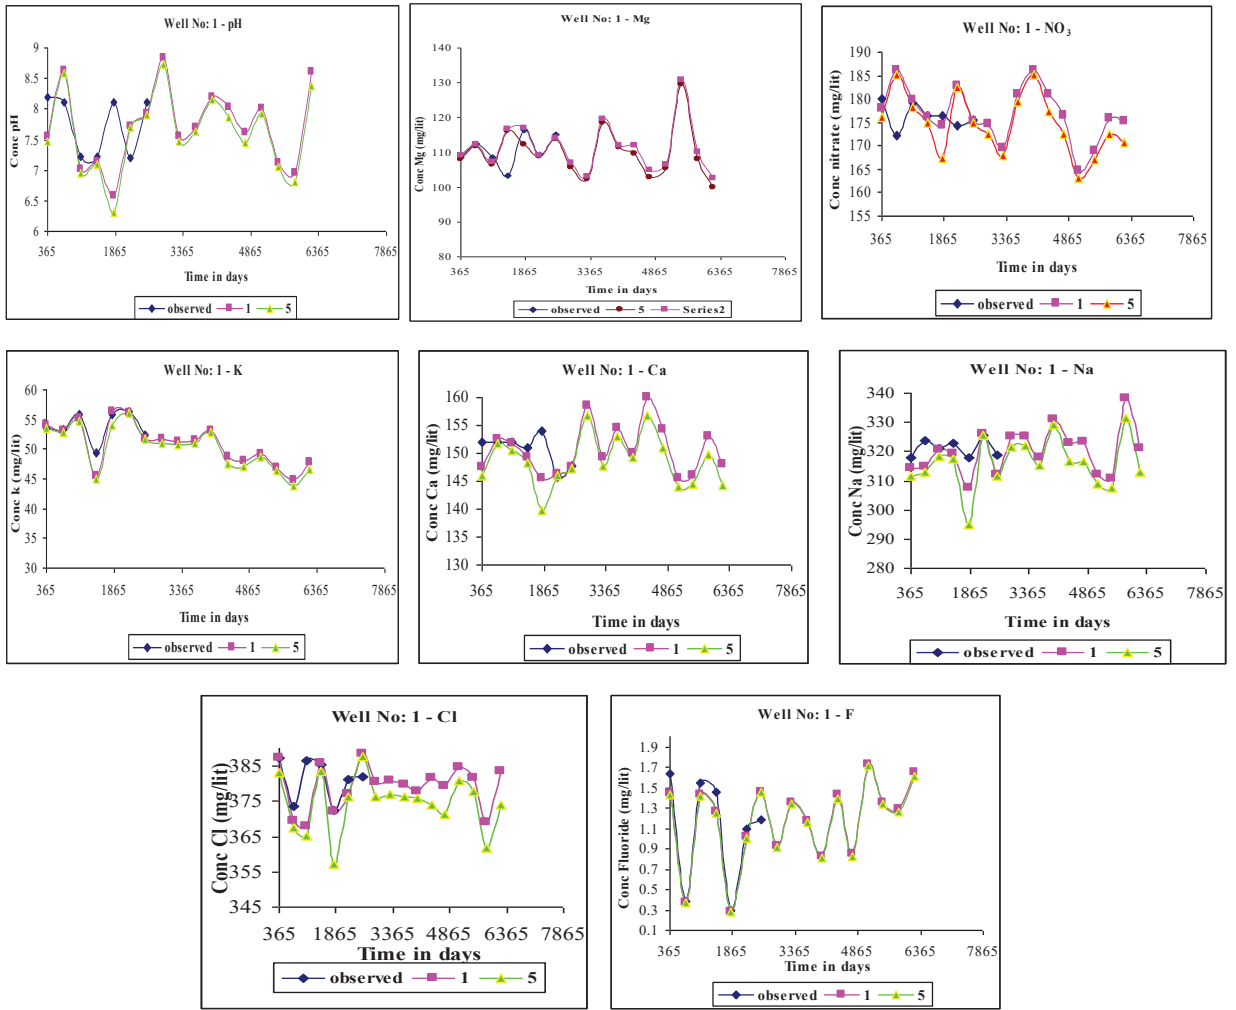 Well No: 1 - pH
Conc pH
9
8.5
8
7.5
7
6.5
6
365 1865 3365 4865 6365 7865
Time in days
observed 1 5
Well No: 1 - Mg
Conc Mg (mg/lit)
140
120
100
80
365 1865 3365 4865 6365 7865
Time in days
observed 5 Series2
Well No: 1 - NO3
Conc nitrate (mg/lit)
190
185
180
175
170
165
160
155
365 1865 3365 4865 6365 7865
Time in days
observed 1 5
Well No: 1 - K
Conc k (mg/lit)
60
55
50
45
40
35
30
365 1865 3365 4865 6365 7865
Time in days
observed 1 5
Well No: 1 - Ca
Conc Ca (mg/lit)
160
150
140
130
365 1865 3365 4865 6365 7865
Time in days
observed 1 5
Well No: 1 - Na
Conc Na (mg/lit)
340
330
320
310
300
290
280
365 1865 3365 4865 6365 7865
Time in days
observed 1 5
Well No: 1 - Cl
Conc Cl (mg/lit)
385
375
365
355
345
365 1865 3365 4865 6365 7865
Time in days
observed 1 5
Well No: 1 - F
Conc Fluoride (mg/lit)
1.9
1.7
1.5
1.3
1.1
0.9
0.7
0.5
0.3
0.1
365 1865 3365 4865 6365 7865
Time in days
observed 1 5